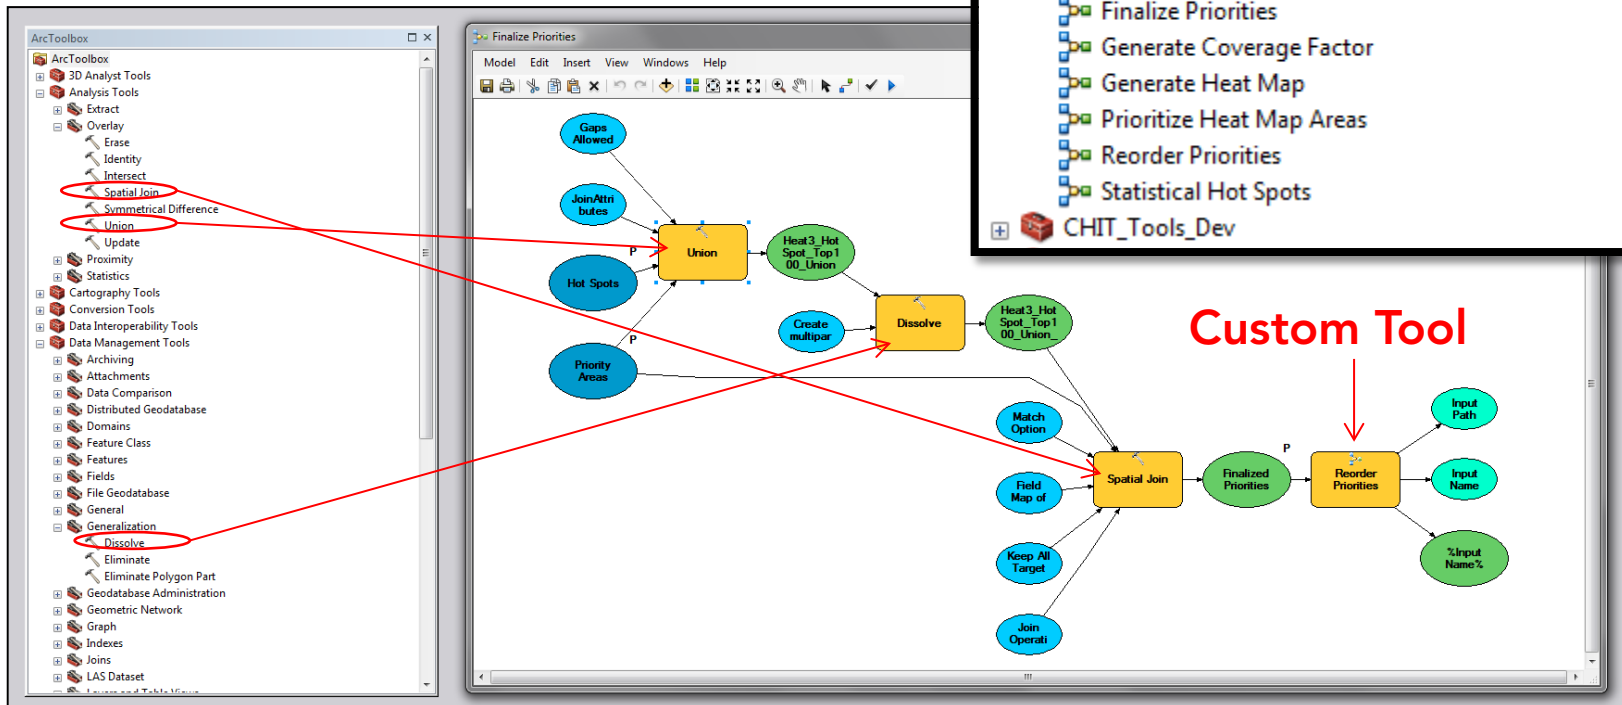 ArcToolbox
ArcToolbox
3D Analyst Tools
Analysis Tools
Extract
Overlay
Erase
Identity
Intersect
Spatial Join
Symmetrical Difference
Union
Update
Proximity
Statistics
Cartography Tools
Conversion Tools
Data Interoperability Tools
Data Management Tools
Archiving
Attachments
Data Comparison
Distributed Geodatabase
Domains
Feature Class
Features
Fields
File Geodatabase
General
Generalization
Dissolve
Eliminate
Eliminate Polygon Part
Geodatabase Administration
Geometric Network
Graph
Indexes
Joins
LAS Dataset
Layers and Table Views
Finalize Priorities
Model Edit Insert View Windows Help
Gaps
Allowed
JoinAttri
butes
P
Hot Spots
P
Priority
Areas
Union
Heat3_Hot
Spot_Top1
00_Union
Create
multipar
Dissolve
Heat3_Hot
Spot_Top1
00_Union_
Match
Option
Field
Map of
Keep All
Target
Join
Operati
Spatial Join
Finalized
Priorities
P
Reorder
Priorities
Input
Path
Input
Name
%Input
Name%
Custom Tool
Finalize Priorities
Generate Coverage Factor
Generate Heat Map
Prioritize Heat Map Areas
Reorder Priorities
Statistical Hot Spots
CHIT_Tools_Dev